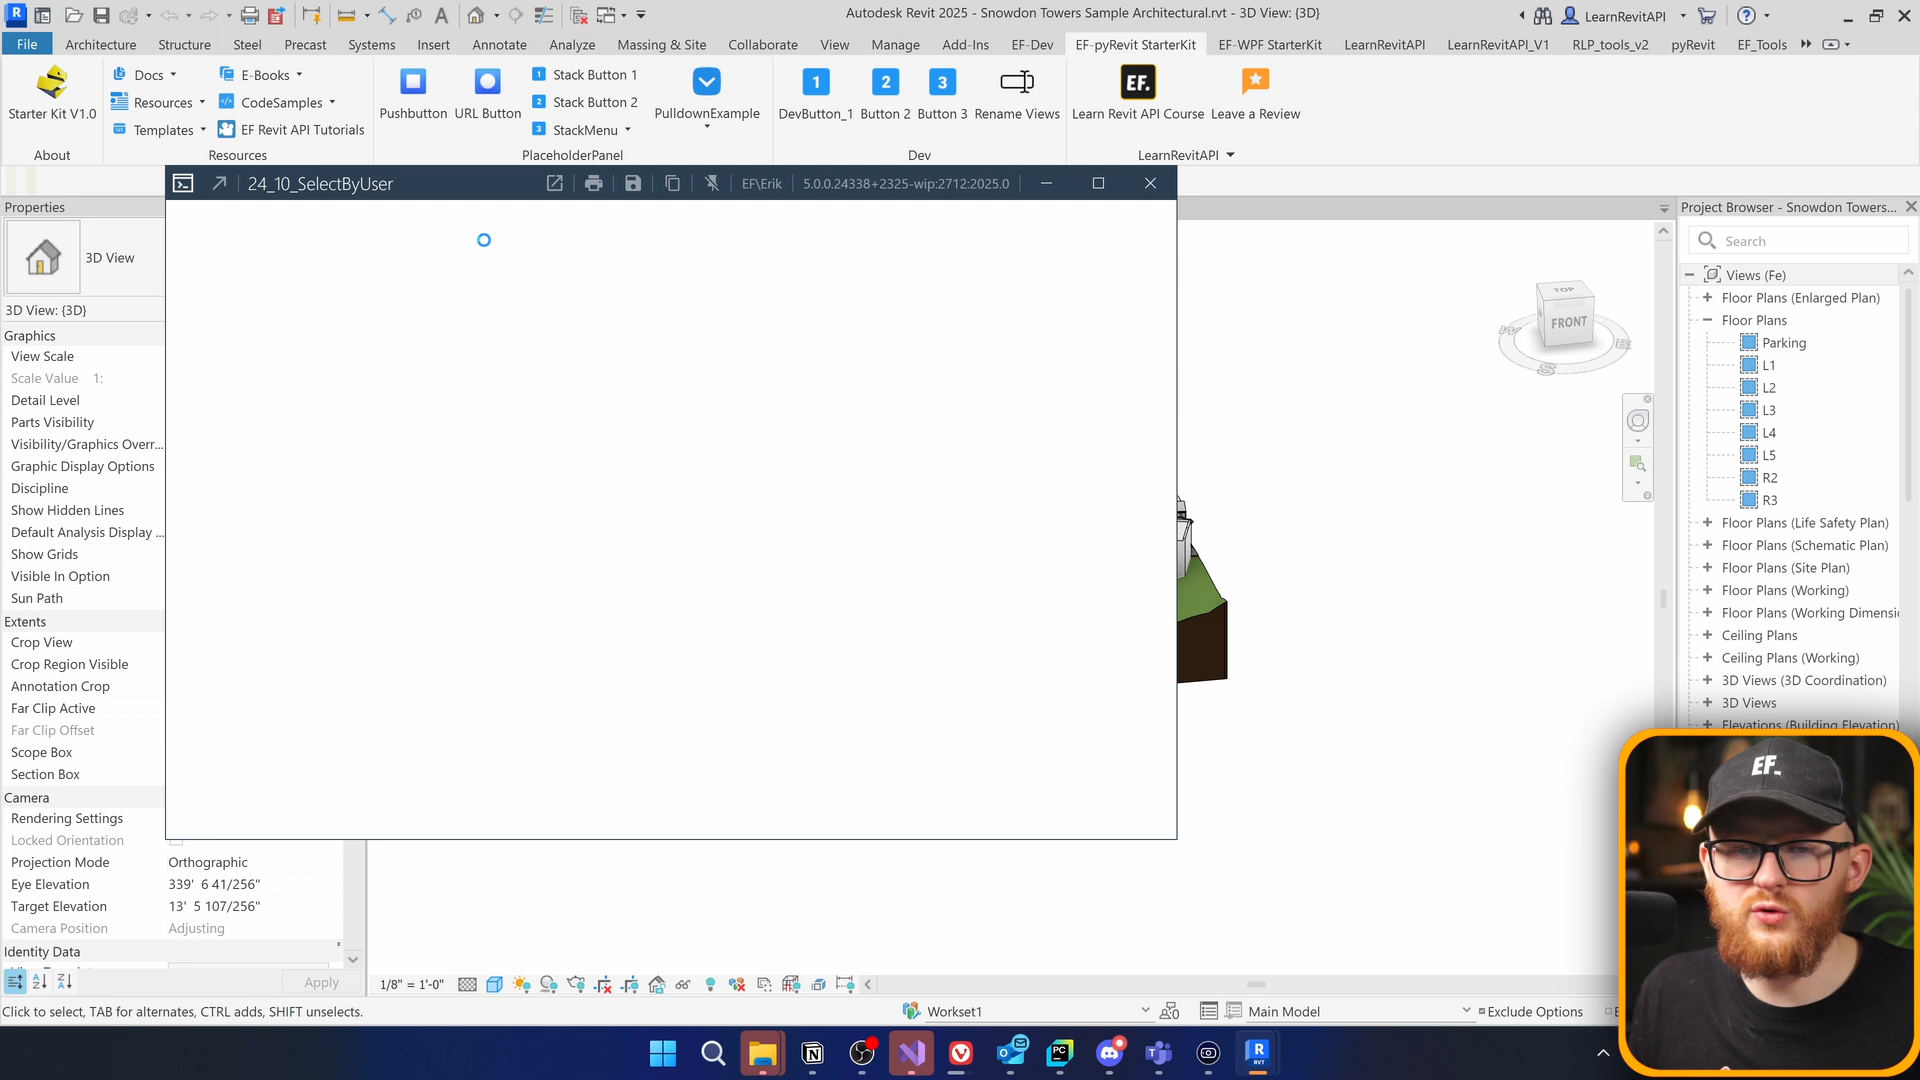 Autodesk Revit 2025 - Snowdon Towers Sample Architectural.rvt - 3D View: {3D}
LearnRevitAPI
File
Architecture
Structure
Steel
Precast
Systems
Insert
Annotate
Analyze
Massing & Site
Collaborate
View
Manage
Add-Ins
EF-Dev
EF-pyRevit StarterKit
EF-WPF StarterKit
LearnRevitAPI
LearnRevitAPI_V1
RLP_tools_v2
pyRevit
EF_Tools
Starter Kit V1.0
About
Docs
Resources
Templates
E-Books
CodeSamples
EF Revit API Tutorials
Resources
Pushbutton
URL Button
1 Stack Button 1
2 Stack Button 2
3 StackMenu
PulldownExample
PlaceholderPanel
1
DevButton_1
2
Button 2
3
Button 3
Rename Views
Dev
EF.
Learn Revit API Course
Leave a Review
LearnRevitAPI
24_10_SelectByUser
EF\Erik
5.0.0.24338+2325-wip:2712:2025.0
Properties
3D View
3D View: {3D}
Graphics
View Scale
Scale Value 1:
Detail Level
Parts Visibility
Visibility/Graphics Overr...
Graphic Display Options
Discipline
Show Hidden Lines
Default Analysis Display ...
Show Grids
Visible In Option
Sun Path
Extents
Crop View
Crop Region Visible
Annotation Crop
Far Clip Active
Far Clip Offset
Scope Box
Section Box
Camera
Rendering Settings
Locked Orientation
Projection Mode Orthographic
Eye Elevation 339' 6 41/256"
Target Elevation 13' 5 107/256"
Camera Position Adjusting
Identity Data
Apply
TOP
FRONT
W
S
E
Project Browser - Snowdon Towers...
Search
Views (Fe)
Floor Plans (Enlarged Plan)
Floor Plans
Parking
L1
L2
L3
L4
L5
R2
R3
Floor Plans (Life Safety Plan)
Floor Plans (Schematic Plan)
Floor Plans (Site Plan)
Floor Plans (Working)
Floor Plans (Working Dimensi
Ceiling Plans
Ceiling Plans (Working)
3D Views (3D Coordination)
3D Views
Elevations (Building Elevation)
EF.
1/8" = 1'-0"
Click to select, TAB for alternates, CTRL adds, SHIFT unselects.
Workset1
Main Model
Exclude Options